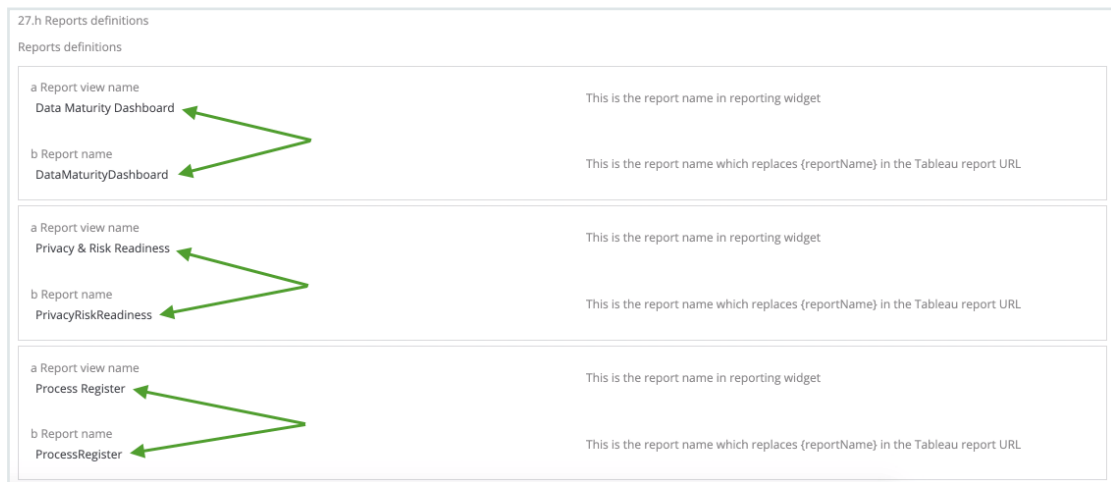 27.h Reports definitions
Reports definitions
a Report view name
Data Maturity Dashboard
This is the report name in reporting widget
b Report name
DataMaturityDashboard
This is the report name which replaces {reportName} in the Tableau report URL
a Report view name
Privacy & Risk Readiness
This is the report name in reporting widget
b Report name
PrivacyRiskReadiness
This is the report name which replaces {reportName} in the Tableau report URL
a Report view name
Process Register
This is the report name in reporting widget
b Report name
ProcessRegister
This is the report name which replaces {reportName} in the Tableau report URL